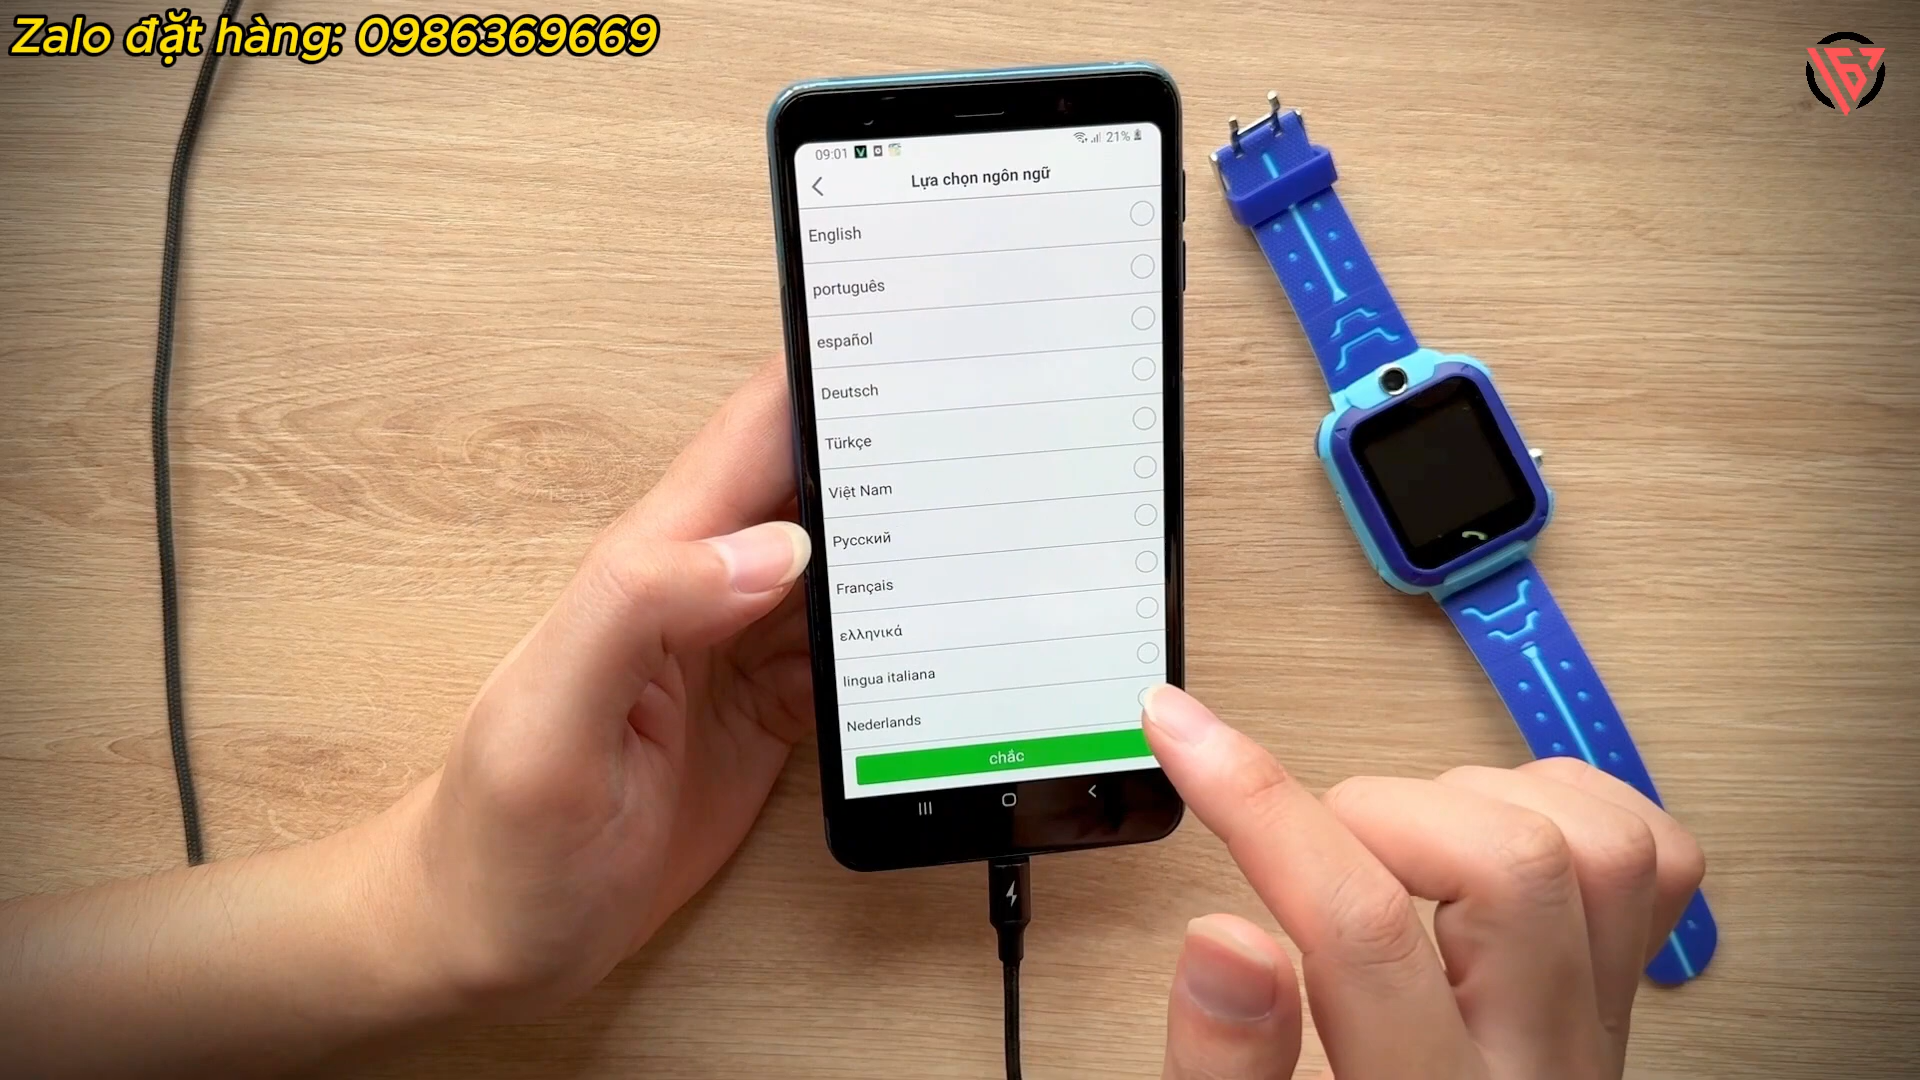 Zalo đặt hàng: 0986369669
09:01
21%
Lựa chọn ngôn ngữ
English
português
español
Deutsch
Türkçe
Việt Nam
Русский
Français
ελληνικά
lingua italiana
Nederlands
chắc